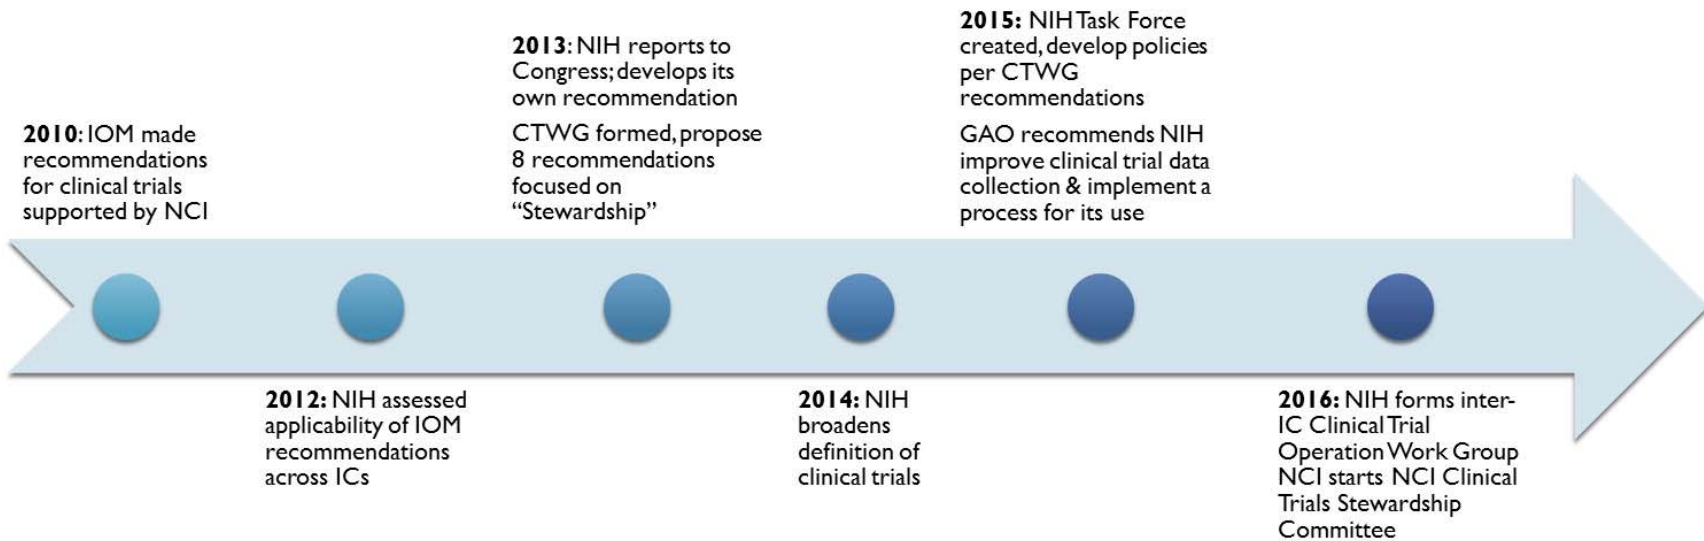 2010: IOM made
recommendations
for clinical trials
supported by NCI
2012: NIH assessed
applicability of IOM
recommendations
across ICs
2013: NIH reports to
Congress; develops its
own recommendation
CTWG formed, propose
8 recommendations
focused on
“Stewardship”
2014: NIH
broadens
definition of
clinical trials
2015: NIH Task Force
created, develop policies
per CTWG
recommendations
GAO recommends NIH
improve clinical trial data
collection & implement a
process for its use
2016: NIH forms inter-
IC Clinical Trial
Operation Work Group
NCI starts NCI Clinical
Trials Stewardship
Committee